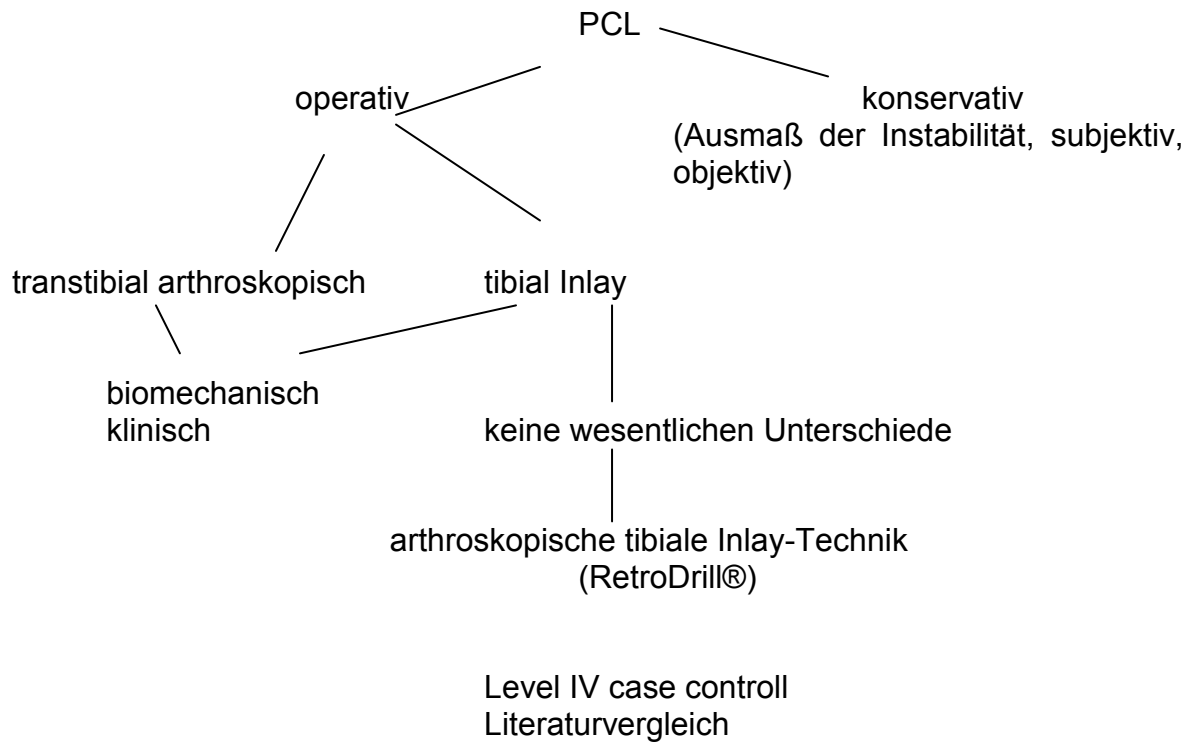 PCL
operativ
konservativ
(Ausmaß der Instabilität, subjektiv,
objektiv)
transtibial arthroskopisch
tibial Inlay
biomechanisch
klinisch
keine wesentlichen Unterschiede
arthroskopische tibiale Inlay-Technik
(RetroDrill®)
Level IV case controll
Literaturvergleich